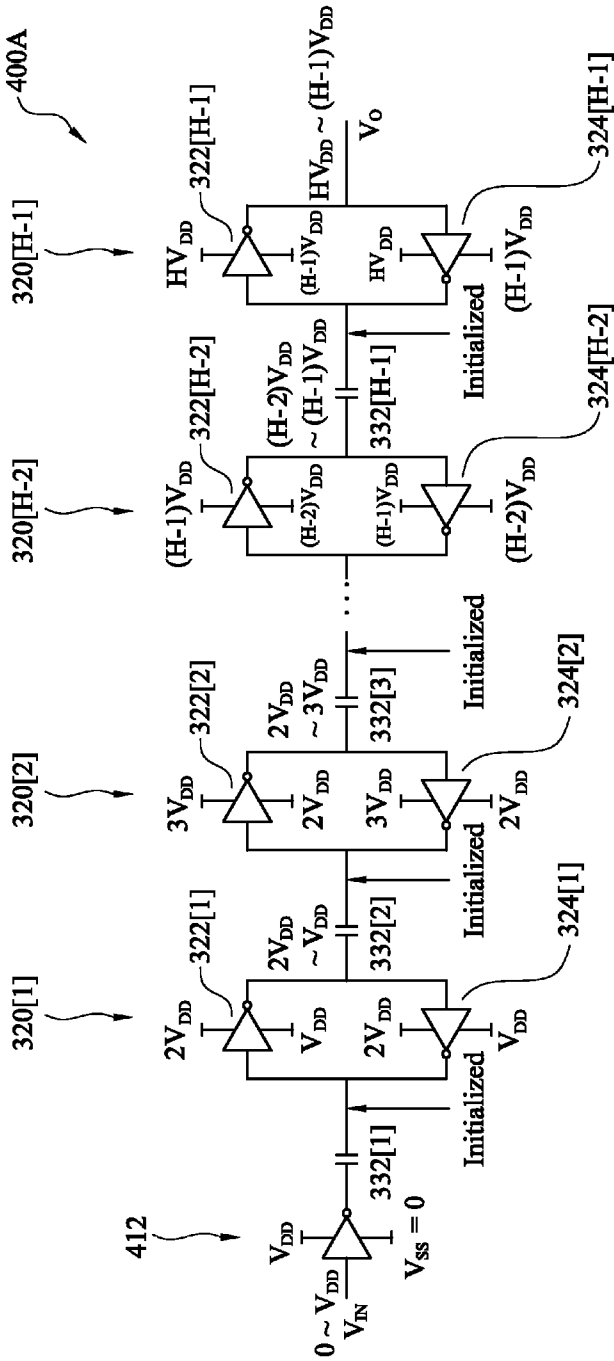 400A
320[1]
320[2]
320[H-2]
320[H-1]
412
2V_DD
322[1]
3V_DD
322[2]
(H-1)V_DD
322[H-2]
HV_DD
322[H-1]
V_DD
0 ~ V_DD
V_IN
V_SS = 0
332[1]
Initialized
V_DD
2V_DD
V_DD
324[1]
2V_DD
~ V_DD
332[2]
Initialized
2V_DD
3V_DD
2V_DD
324[2]
2V_DD
~ 3V_DD
332[3]
Initialized
· · · ·
(H-2)V_DD
(H-1)V_DD
(H-2)V_DD
324[H-2]
(H-2)V_DD
~ (H-1)V_DD
332[H-1]
Initialized
(H-1)V_DD
HV_DD
(H-1)V_DD
324[H-1]
HV_DD ~ (H-1)V_DD
V_O